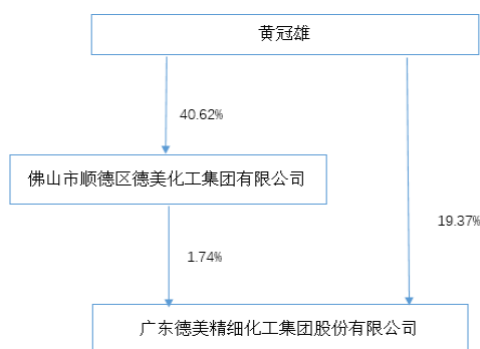 黄冠雄
40.62%
佛山市顺德区德美化工集团有限公司
19.37%
1.74%
广东德美精细化工集团股份有限公司